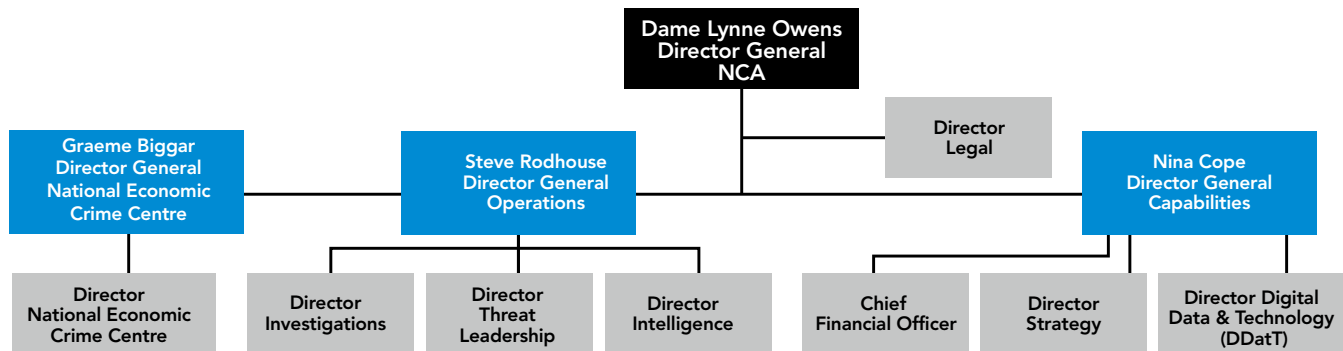 Dame Lynne Owens
Director General
NCA
Director
Legal
Graeme Biggar
Director General
National Economic
Crime Centre
Steve Rodhouse
Director General
Operations
Nina Cope
Director General
Capabilities
Director
National Economic
Crime Centre
Director
Investigations
Director
Threat
Leadership
Director
Intelligence
Chief
Financial Officer
Director
Strategy
Director Digital
Data & Technology
(DDatT)